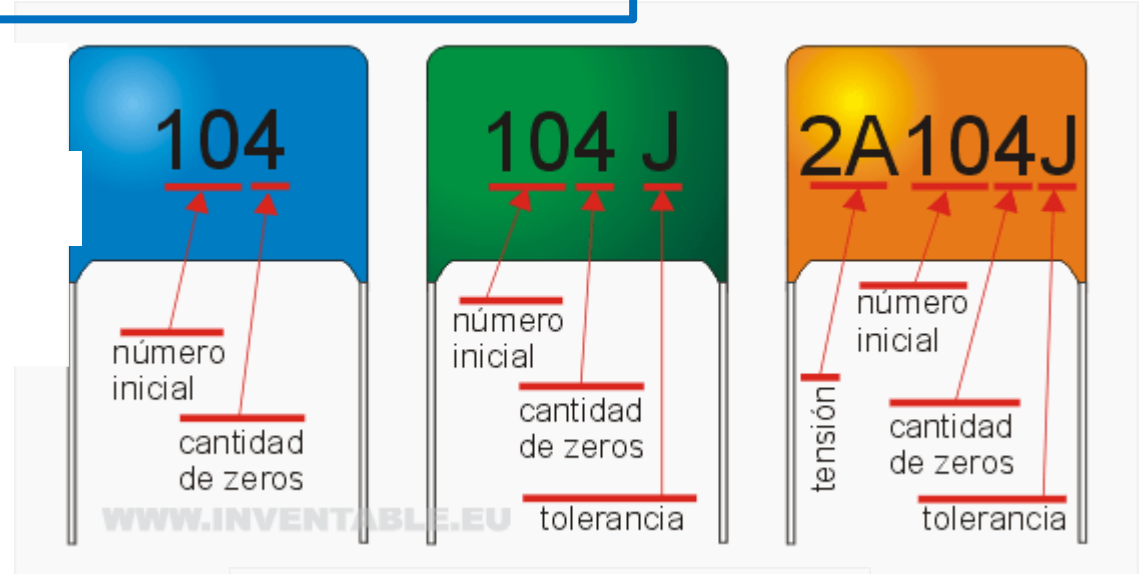 104
número
inicial
cantidad
de zeros
104 J
número
inicial
cantidad
de zeros
tolerancia
2A104J
tensión
número
inicial
cantidad
de zeros
tolerancia
WWW.INVENTABLE.EU